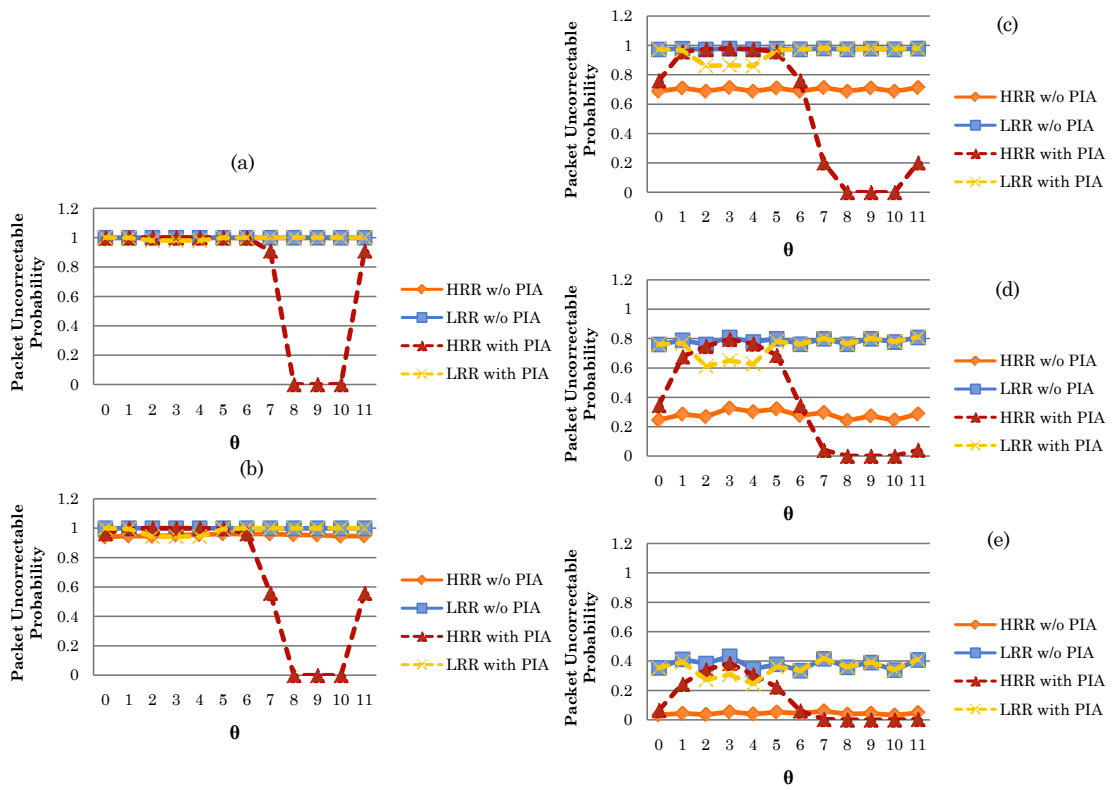 (a)
Packet Uncorrectable
Probability
1.2
1
0.8
0.6
0.4
0.2
0
0 1 2 3 4 5 6 7 8 9 10 11
θ
HRR w/o PIA
LRR w/o PIA
HRR with PIA
LRR with PIA
(b)
Packet Uncorrectable
Probability
1.2
1
0.8
0.6
0.4
0.2
0
0 1 2 3 4 5 6 7 8 9 10 11
θ
HRR w/o PIA
LRR w/o PIA
HRR with PIA
LRR with PIA
(c)
Packet Uncorrectable
Probability
1.2
1
0.8
0.6
0.4
0.2
0
0 1 2 3 4 5 6 7 8 9 10 11
θ
HRR w/o PIA
LRR w/o PIA
HRR with PIA
LRR with PIA
(d)
Packet Uncorrectable
Probability
1.2
1
0.8
0.6
0.4
0.2
0
0 1 2 3 4 5 6 7 8 9 10 11
θ
HRR w/o PIA
LRR w/o PIA
HRR with PIA
LRR with PIA
(e)
Packet Uncorrectable
Probability
1.2
1
0.8
0.6
0.4
0.2
0
0 1 2 3 4 5 6 7 8 9 10 11
θ
HRR w/o PIA
LRR w/o PIA
HRR with PIA
LRR with PIA